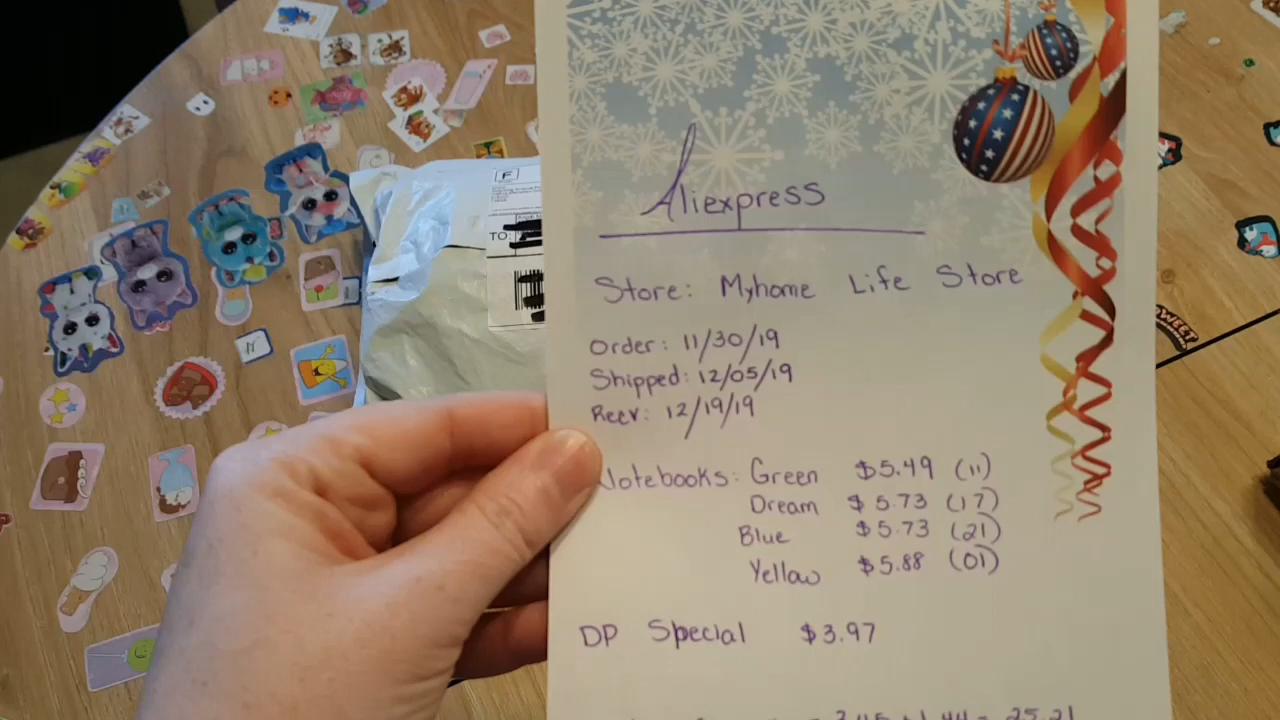 Aliexpress
Store: Myhome Life Store
Order: 11/30/19
Shipped: 12/05/19
Recv: 12/19/19
Notebooks: Green $5.49 (11)
Dream $5.73 (17)
Blue $5.73 (21)
Yellow $5.88 (01)
DP Special $3.97
F
TO:
SWEET